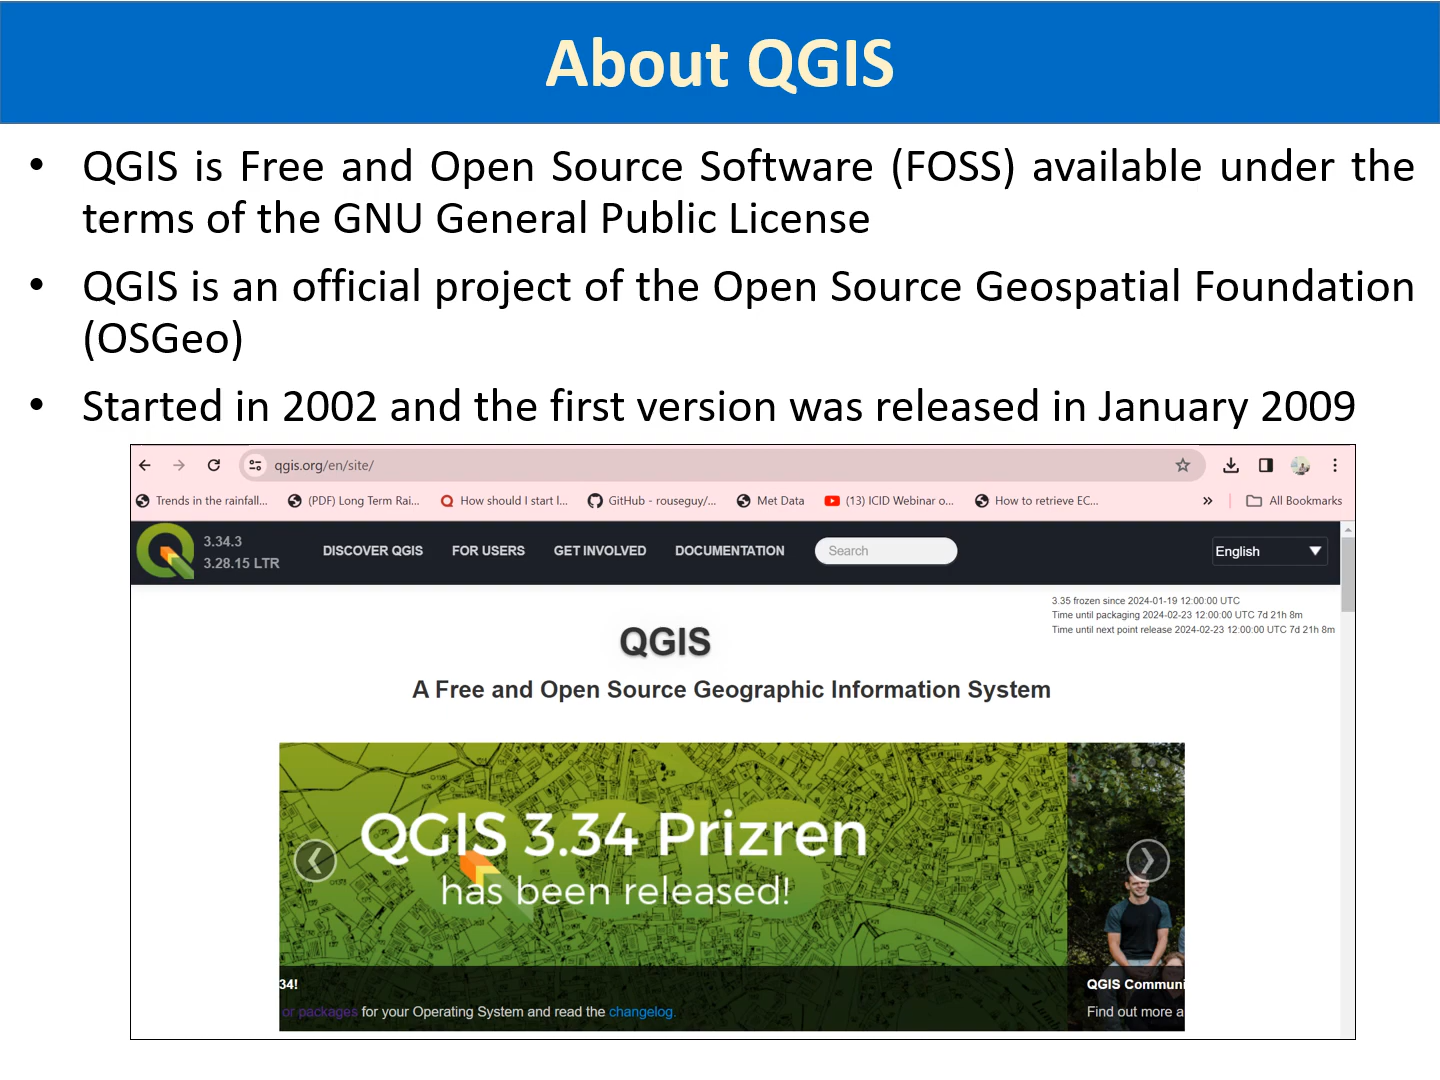 About QGIS
• QGIS is Free and Open Source Software (FOSS) available under the
terms of the GNU General Public License
• QGIS is an official project of the Open Source Geospatial Foundation
(OSGeo)
• Started in 2002 and the first version was released in January 2009
qgis.org/en/site/
Trends in the rainfall... (PDF) Long Term Rai... How should I start l... GitHub - rouseguy/... Met Data (13) ICID Webinar o... How to retrieve EC... » All Bookmarks
3.34.3
3.28.15 LTR
DISCOVER QGIS FOR USERS GET INVOLVED DOCUMENTATION Search English
3.35 frozen since 2024-01-19 12:00:00 UTC
Time until packaging 2024-02-23 12:00:00 UTC 7d 21h 8m
Time until next point release 2024-02-23 12:00:00 UTC 7d 21h 8m
QGIS
A Free and Open Source Geographic Information System
QGIS 3.34 Prizren
has been released!
34! QGIS Communi
or packages for your Operating System and read the changelog. Find out more a